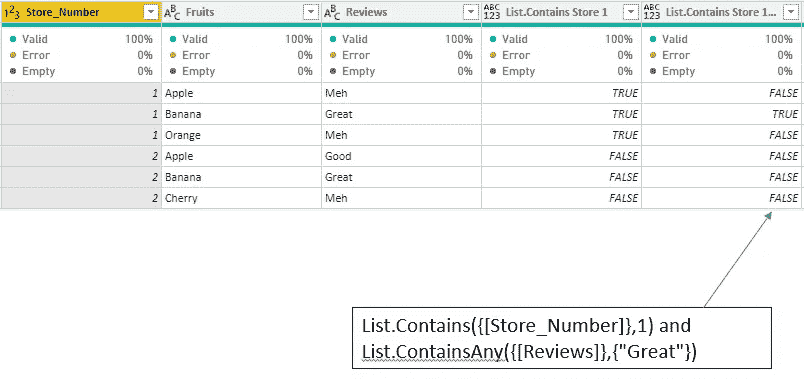 1²3 Store_Number ABC Fruits ABC Reviews ABC 123 List.Contains Store 1 ABC 123 List.Contains Store 1...
Valid 100% Valid 100% Valid 100% Valid 100% Valid 100%
Error 0% Error 0% Error 0% Error 0% Error 0%
Empty 0% Empty 0% Empty 0% Empty 0% Empty 0%
1 Apple Meh TRUE FALSE
1 Banana Great TRUE TRUE
1 Orange Meh TRUE FALSE
2 Apple Good FALSE FALSE
2 Banana Great FALSE FALSE
2 Cherry Meh FALSE FALSE
List.Contains({[Store_Number]},1) and
List.ContainsAny({[Reviews]},{"Great"})